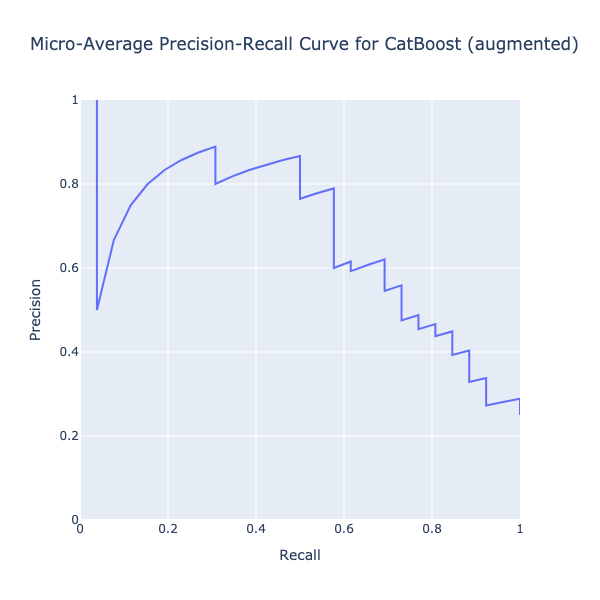 Micro-Average Precision-Recall Curve for CatBoost (augmented)
1
0.8
0.6
0.4
0.2
0
Precision
0 0.2 0.4 0.6 0.8 1
Recall